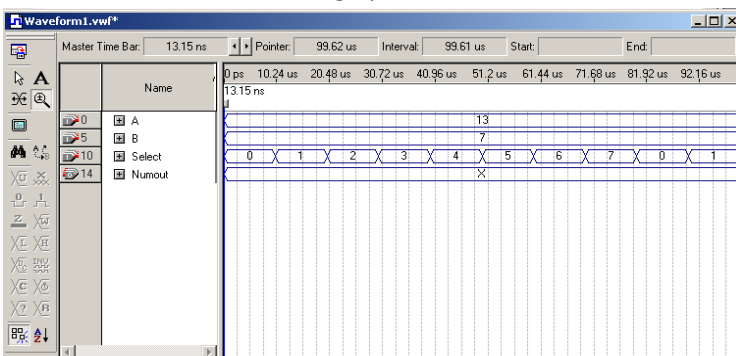 Waveform1.vwf*
Master Time Bar: 13.15 ns Pointer: 99.62 us Interval: 99.61 us Start: End:
Name
0 ps 10.24 us 20.48 us 30.72 us 40.96 us 51.2 us 61.44 us 71.68 us 81.92 us 92.16 us
13.15 ns
0 A 13
5 B 7
10 Select 0 1 2 3 4 5 6 7 0 1
14 Numout X